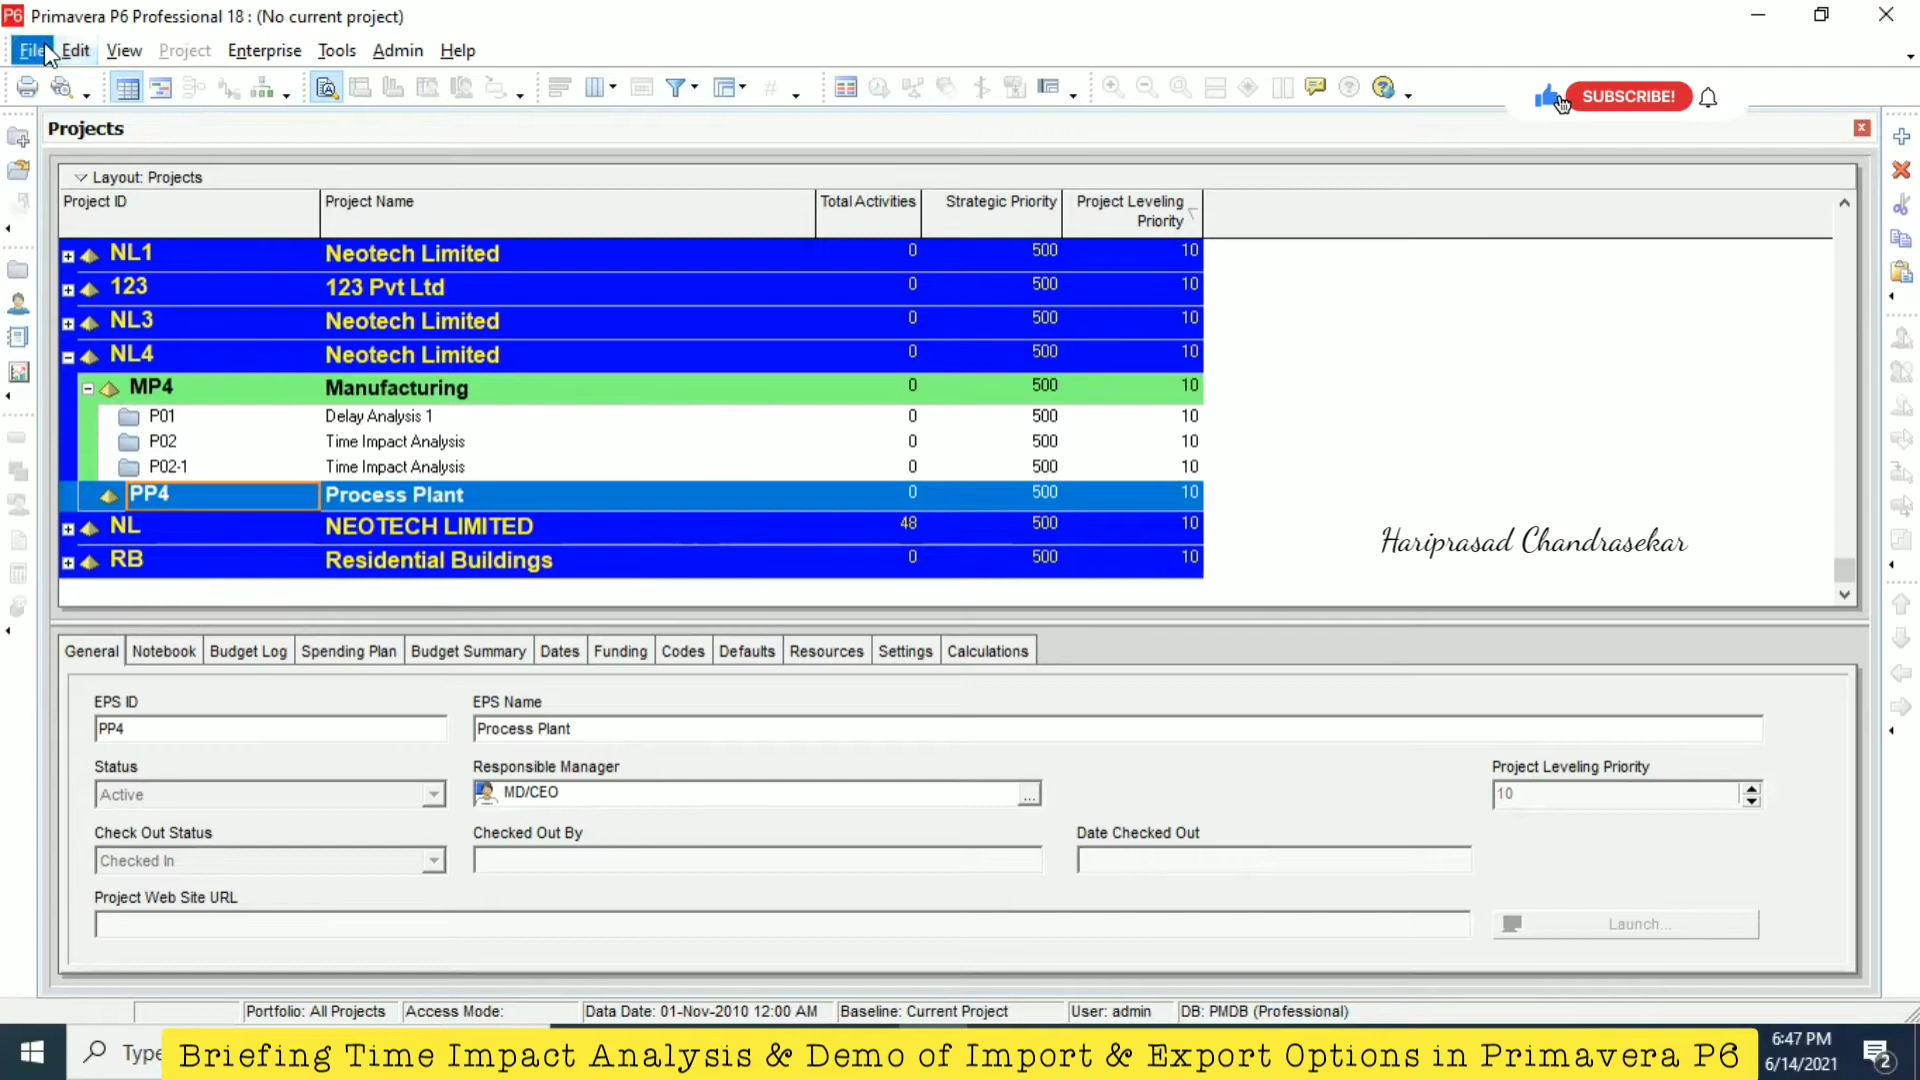 P6 Primavera P6 Professional 18 : (No current project)
File Edit View Project Enterprise Tools Admin Help
SUBSCRIBE!
Projects
Layout: Projects
Project ID Project Name Total Activities Strategic Priority Project Leveling Priority
NL1 Neotech Limited 0 500 10
123 123 Pvt Ltd 0 500 10
NL3 Neotech Limited 0 500 10
NL4 Neotech Limited 0 500 10
MP4 Manufacturing 0 500 10
P01 Delay Analysis 1 0 500 10
P02 Time Impact Analysis 0 500 10
P02-1 Time Impact Analysis 0 500 10
PP4 Process Plant 0 500 10
NL NEOTECH LIMITED 48 500 10
RB Residential Buildings 0 500 10
Hariprasad Chandrasekar
General Notebook Budget Log Spending Plan Budget Summary Dates Funding Codes Defaults Resources Settings Calculations
EPS ID EPS Name
PP4 Process Plant
Status Responsible Manager Project Leveling Priority
Active MD/CEO ... 10
Check Out Status Checked Out By Date Checked Out
Checked In
Project Web Site URL
Launch...
Portfolio: All Projects Access Mode: Data Date: 01-Nov-2010 12:00 AM Baseline: Current Project User: admin DB: PMDB (Professional)
Type
Briefing Time Impact Analysis & Demo of Import & Export Options in Primavera P6
6:47 PM
6/14/2021
2